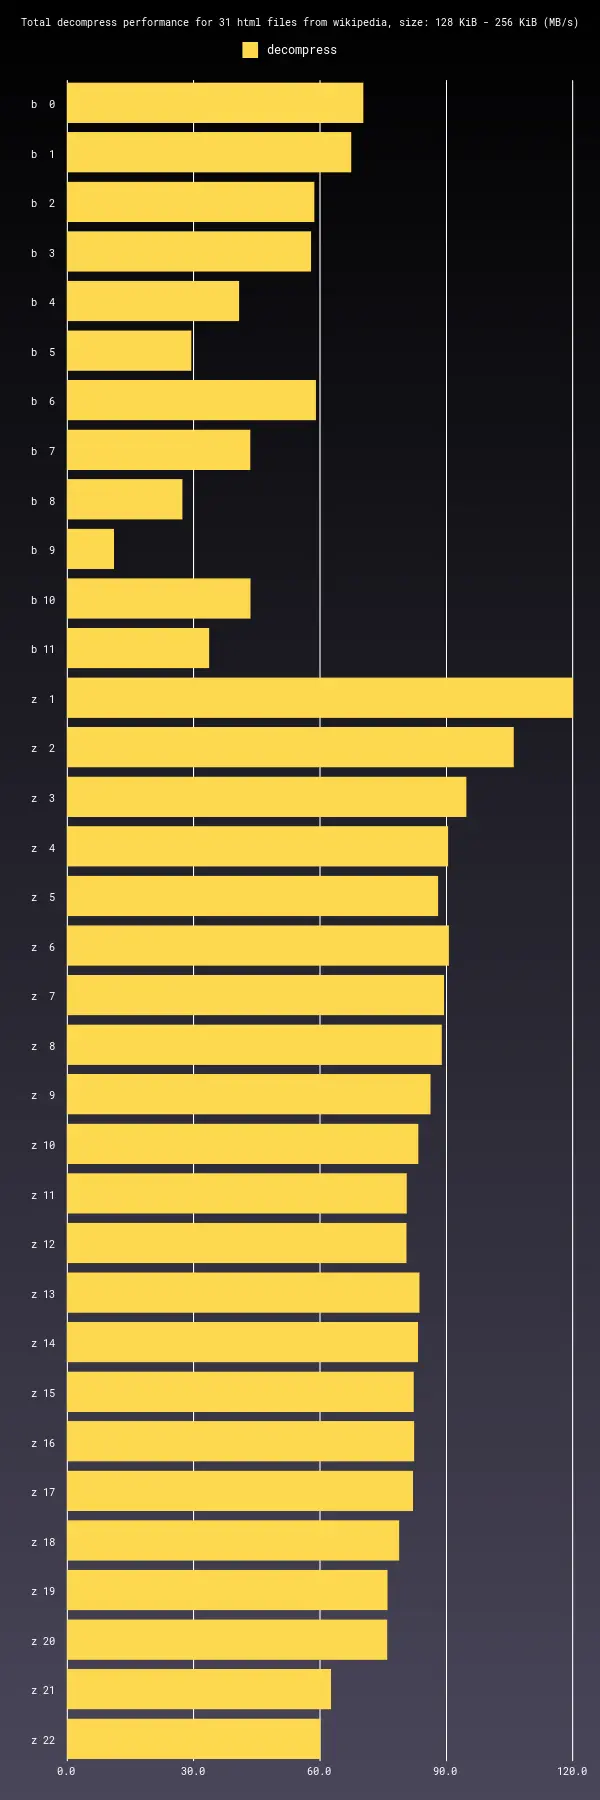 Total decompress performance for 31 html files from wikipedia, size: 128 KiB - 256 KiB (MB/s)
decompress
b  0
b  1
b  2
b  3
b  4
b  5
b  6
b  7
b  8
b  9
b 10
b 11
z  1
z  2
z  3
z  4
z  5
z  6
z  7
z  8
z  9
z 10
z 11
z 12
z 13
z 14
z 15
z 16
z 17
z 18
z 19
z 20
z 21
z 22
0.0 30.0 60.0 90.0 120.0